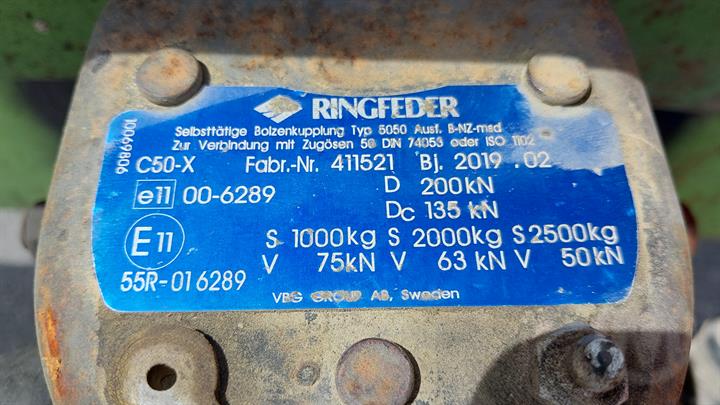 RINGFEDER
Selbsttätige Bolzenkupplung Typ 5050 Ausf. B-NZ-msd
Zur Verbindung mit Zugösen 50 DIN 74053 oder ISO 1102
10069806
C50-X Fabr.-Nr. 411521 Bj. 2019 .02
e11 00-6289 D 200kN
Dc 135 kN
E11 S 1000kg S 2000kg S 2500kg
V 75kN V 63 kN V 50kN
55R-01 6289
VBG GROUP AB, Sweden